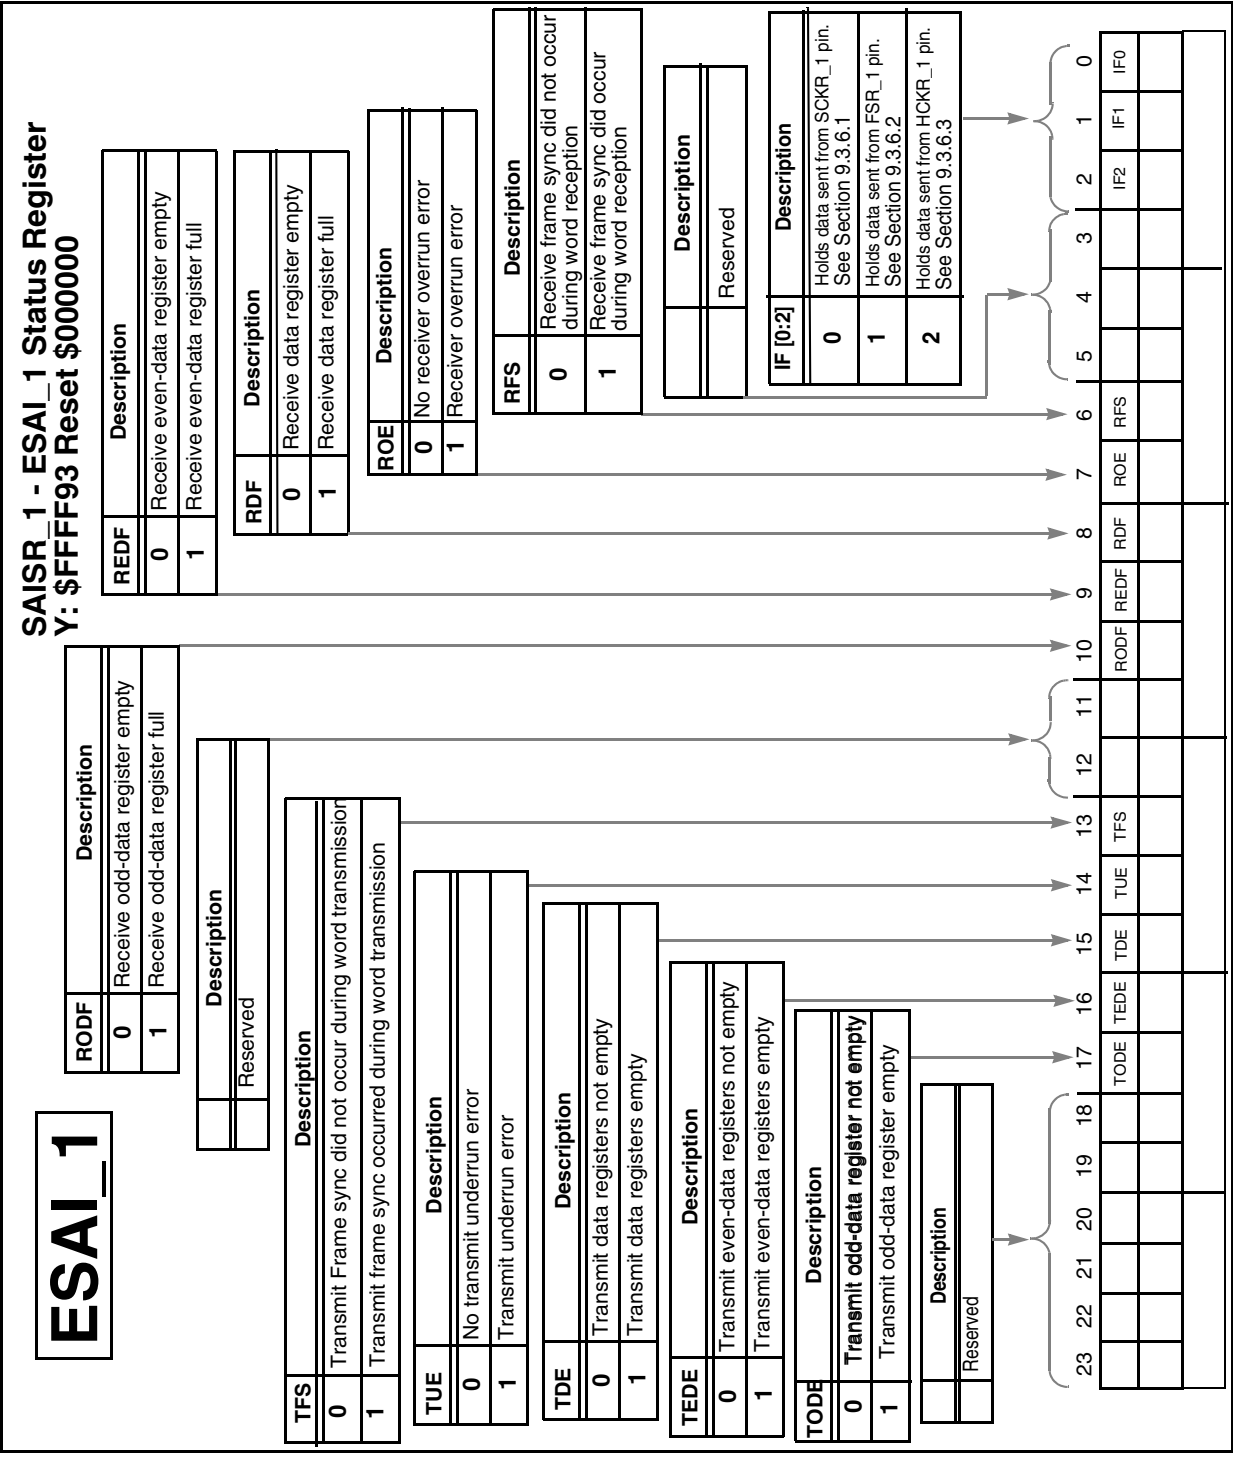 ESAI_1
SAISR_1 - ESAI_1 Status Register
Y: $FFFF93 Reset $000000
RODF Description
0 Receive odd-data register empty
1 Receive odd-data register full
REDF Description
0 Receive even-data register empty
1 Receive even-data register full
Description
Reserved
RDF Description
0 Receive data register empty
1 Receive data register full
TFS Description
0 Transmit Frame sync did not occur during word transmission
1 Transmit frame sync occurred during word transmission
ROE Description
0 No receiver overrun error
1 Receiver overrun error
TUE Description
0 No transmit underrun error
1 Transmit underrun error
RFS Description
0 Receive frame sync did not occur
during word reception
1 Receive frame sync did occur
during word reception
TDE Description
0 Transmit data registers not empty
1 Transmit data registers empty
Description
Reserved
TEDE Description
0 Transmit even-data registers not empty
1 Transmit even-data registers empty
IF [0:2] Description
0 Holds data sent from SCKR_1 pin.
See Section 9.3.6.1
1 Holds data sent from FSR_1 pin.
See Section 9.3.6.2
2 Holds data sent from HCKR_1 pin.
See Section 9.3.6.3
TODE Description
0 Transmit odd-data register not empty
1 Transmit odd-data register empty
Description
Reserved
23 22 21 20 19 18 17 16 15 14 13 12 11 10 9 8 7 6 5 4 3 2 1 0
TODE TEDE TDE TUE TFS RODF REDF RDF ROE RFS IF2 IF1 IF0